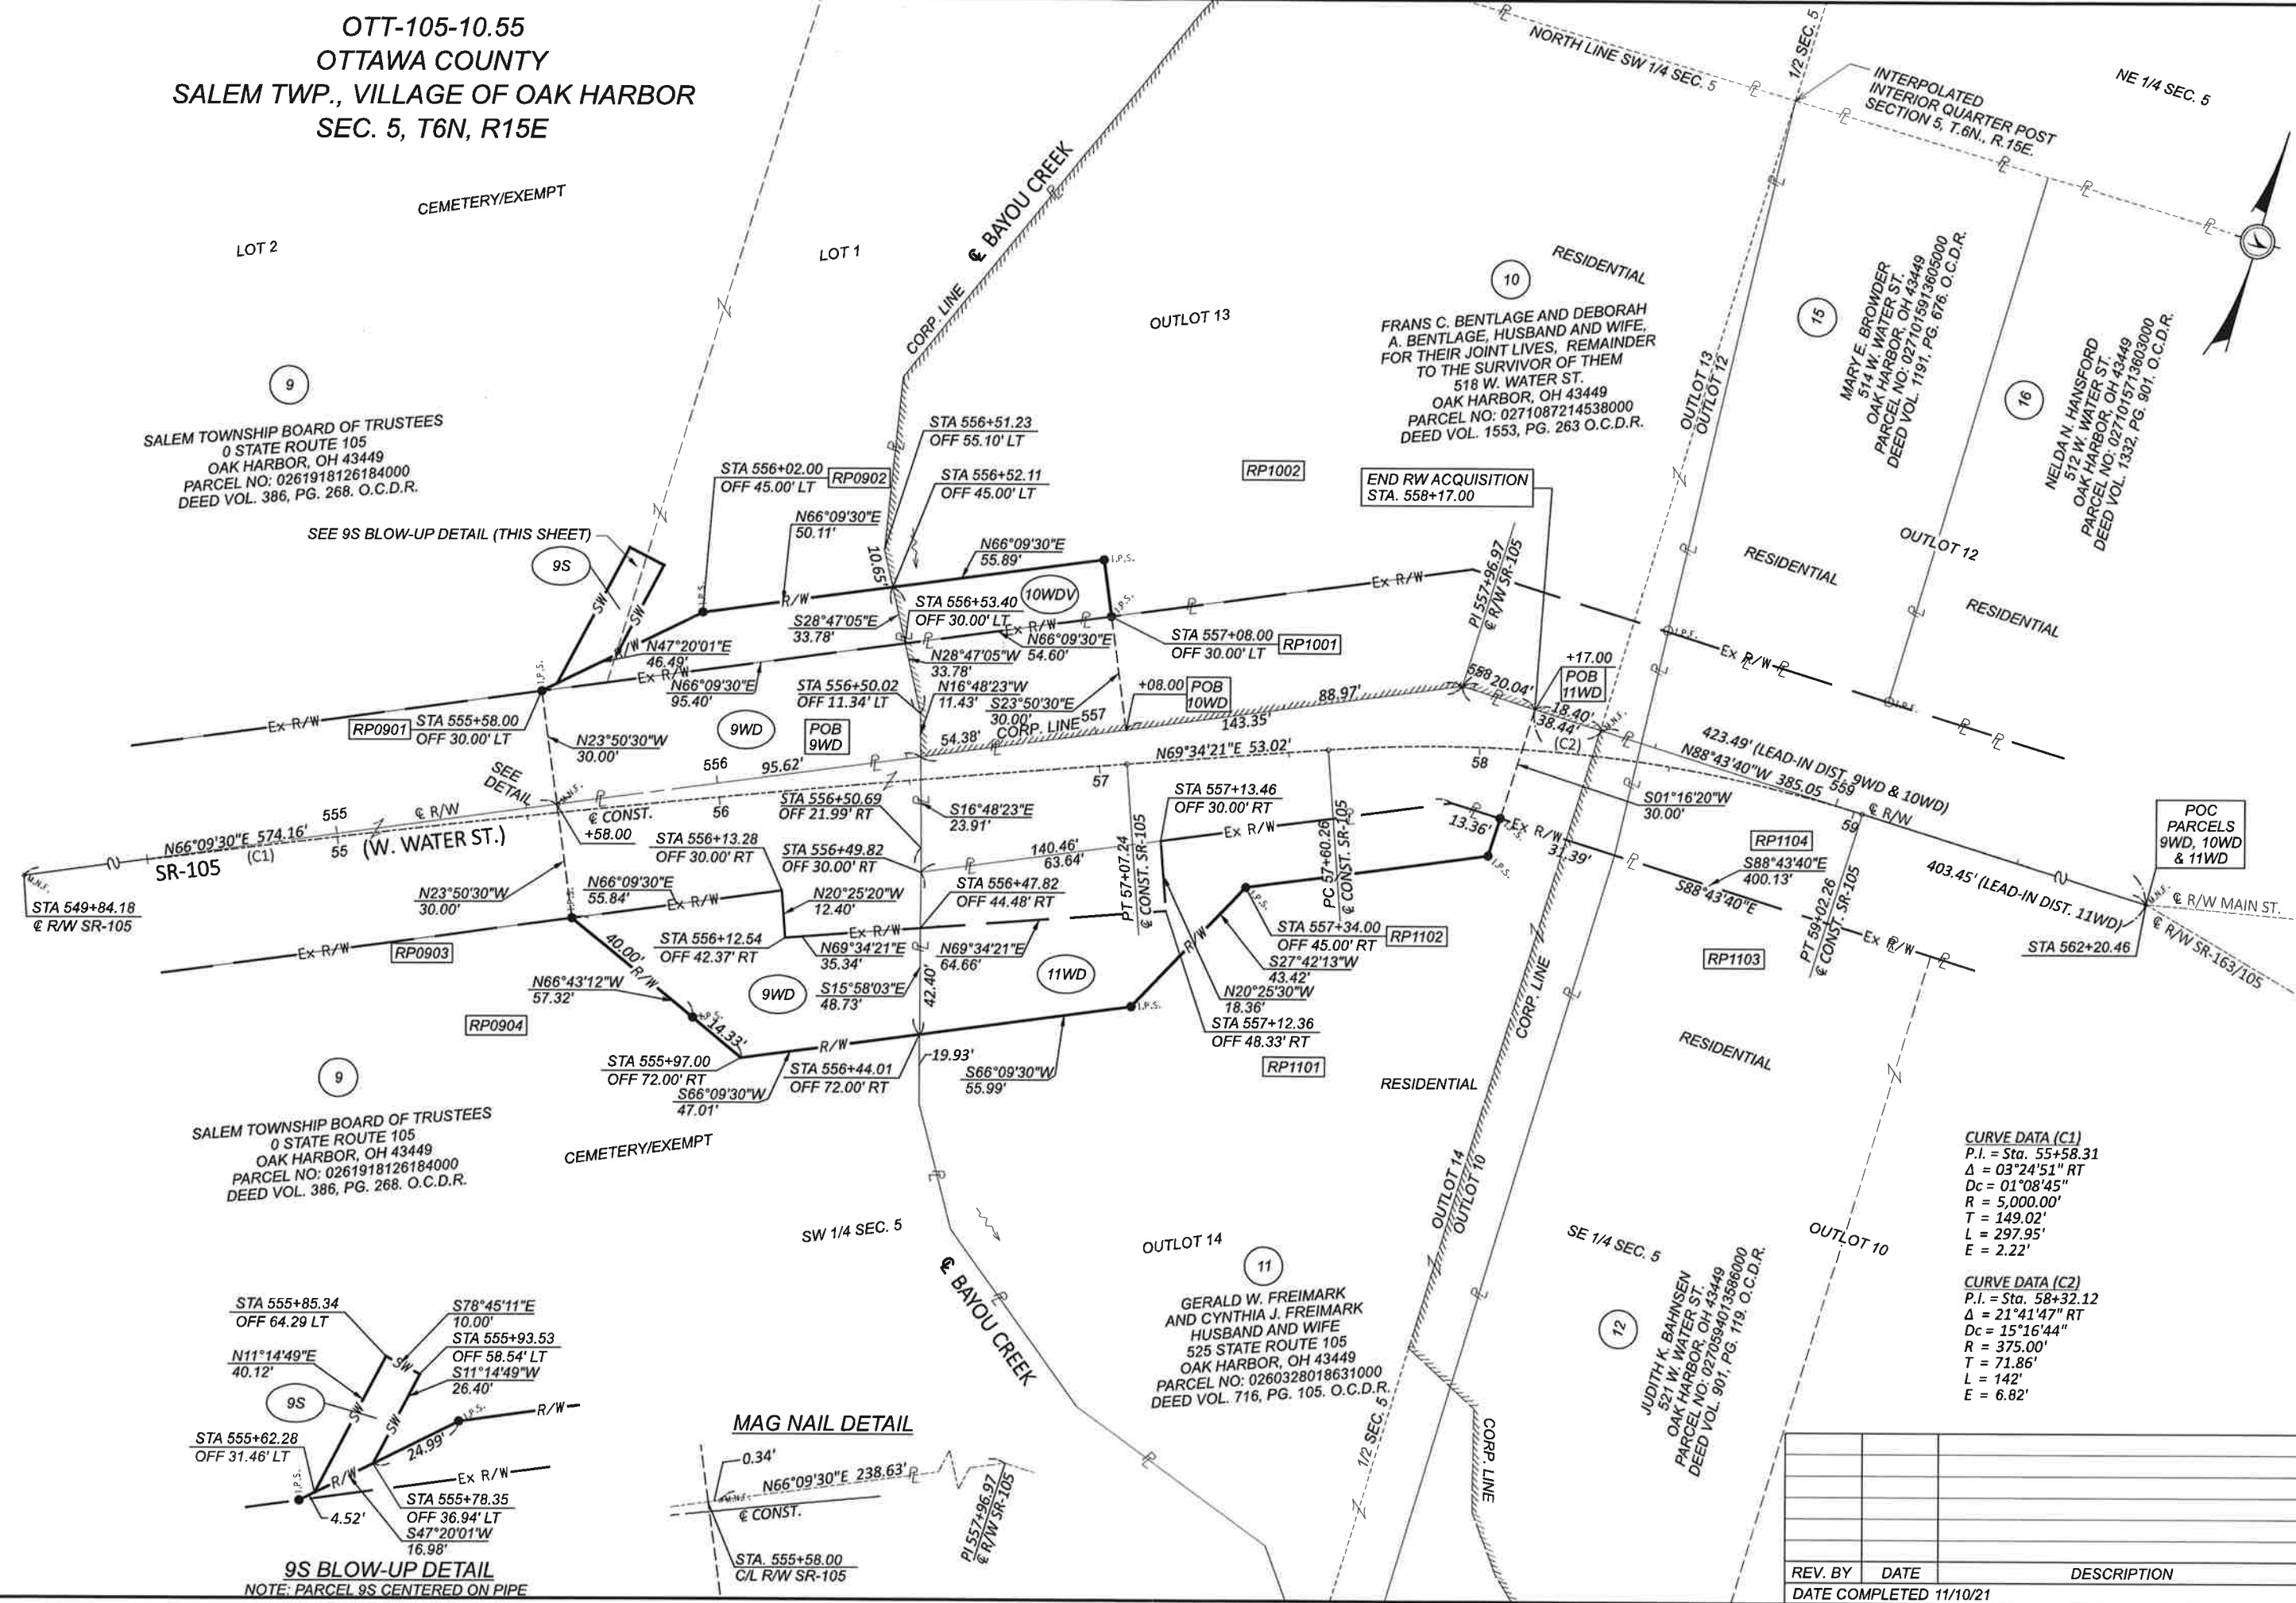 OTT-105-10.55
OTTAWA COUNTY
SALEM TWP., VILLAGE OF OAK HARBOR
SEC. 5, T6N, R15E
CEMETERY/EXEMPT
LOT 2
LOT 1
℄ BAYOU CREEK
CORP. LINE
OUTLOT 13
NORTH LINE SW 1/4 SEC. 5
1/2 SEC. 5
INTERPOLATED
INTERIOR QUARTER POST
SECTION 5, T.6N., R.15E.
NE 1/4 SEC. 5
RESIDENTIAL
9
SALEM TOWNSHIP BOARD OF TRUSTEES
0 STATE ROUTE 105
OAK HARBOR, OH 43449
PARCEL NO: 0261918126184000
DEED VOL. 386, PG. 268. O.C.D.R.
10
FRANS C. BENTLAGE AND DEBORAH
A. BENTLAGE, HUSBAND AND WIFE,
FOR THEIR JOINT LIVES, REMAINDER
TO THE SURVIVOR OF THEM
518 W. WATER ST.
OAK HARBOR, OH 43449
PARCEL NO: 0271087214538000
DEED VOL. 1553, PG. 263 O.C.D.R.
OUTLOT 13
OUTLOT 12
15
MARY E. BROWDER
514 W. WATER ST.
OAK HARBOR, OH 43449
PARCEL NO: 0271015913605000
DEED VOL. 1191, PG. 676. O.C.D.R.
16
NELDA N. HANSFORD
512 W. WATER ST.
OAK HARBOR, OH 43449
PARCEL NO: 0271015713603000
DEED VOL. 1332, PG. 901. O.C.D.R.
OUTLOT 12
RESIDENTIAL
RESIDENTIAL
SEE 9S BLOW-UP DETAIL (THIS SHEET)
9S
SW
SW
STA 556+02.00
OFF 45.00' LT
RP0902
STA 556+51.23
OFF 55.10' LT
STA 556+52.11
OFF 45.00' LT
RP1002
END RW ACQUISITION
STA. 558+17.00
N66°09'30"E
50.11'
10.65'
N66°09'30"E
55.89'
I.P.S.
10WDV
STA 556+53.40
OFF 30.00' LT
S28°47'05"E
33.78'
Ex R/W
N66°09'30"E
54.60'
N28°47'05"W
33.78'
STA 557+08.00
OFF 30.00' LT
RP1001
PI 557+96.97
℄ R/W SR-105
Ex R/W
R/W
N47°20'01"E
46.49'
Ex R/W
N66°09'30"E
95.40'
STA 556+50.02
OFF 11.34' LT
N16°48'23"W
11.43'
S23°50'30"E
30.00'
+08.00
POB
10WD
+17.00
POB
11WD
Ex R/W
Ex R/W
RP0901
STA 555+58.00
OFF 30.00' LT
N23°50'30"W
30.00'
9WD
POB
9WD
54.38'
CORP. LINE
557
143.35'
88.97'
558
20.04'
18.40'
38.44'
(C2)
M.N.F.
SEE
DETAIL
556
95.62'
56
57
58
N69°34'21"E 53.02'
423.49' (LEAD-IN DIST. 9WD & 10WD)
N88°43'40"W 385.05
559
℄ R/W
59
555
55
℄ R/W
℄ CONST.
N66°09'30"E 574.16'
(C1)
SR-105
(W. WATER ST.)
+58.00
M.N.F.
STA 549+84.18
℄ R/W SR-105
STA 556+50.69
OFF 21.99' RT
STA 556+13.28
OFF 30.00' RT
STA 556+49.82
OFF 30.00' RT
S16°48'23"E
23.91'
STA 557+13.46
OFF 30.00' RT
S01°16'20"W
30.00'
RP1104
S88°43'40"E
400.13'
POC
PARCELS
9WD, 10WD
& 11WD
403.45' (LEAD-IN DIST. 11WD)
M.N.F.
℄ R/W MAIN ST.
℄ R/W SR-163/105
STA 562+20.46
N23°50'30"W
30.00'
N66°09'30"E
55.84'
Ex R/W
N20°25'20"W
12.40'
140.46'
63.64'
Ex R/W
13.36'
Ex R/W
31.39'
S88°43'40"E
Ex R/W
PT 57+07.24
℄ CONST. SR-105
PC 57+60.26
℄ CONST. SR-105
PT 59+02.26
℄ CONST. SR-105
STA 556+47.82
OFF 44.48' RT
Ex R/W
RP0903
STA 556+12.54
OFF 42.37' RT
Ex R/W
N69°34'21"E
35.34'
N69°34'21"E
64.66'
STA 557+34.00
OFF 45.00' RT
RP1102
S27°42'13"W
43.42'
RP1103
40.00'
R/W
N66°43'12"W
57.32'
9WD
S15°58'03"E
48.73'
42.40'
11WD
R/W
N20°25'30"W
18.36'
STA 557+12.36
OFF 48.33' RT
RP0904
14.33'
R/W
STA 555+97.00
OFF 72.00' RT
S66°09'30"W
47.01'
STA 556+44.01
OFF 72.00' RT
19.93'
S66°09'30"W
55.99'
RP1101
RESIDENTIAL
CORP. LINE
RESIDENTIAL
9
SALEM TOWNSHIP BOARD OF TRUSTEES
0 STATE ROUTE 105
OAK HARBOR, OH 43449
PARCEL NO: 0261918126184000
DEED VOL. 386, PG. 268. O.C.D.R.
CEMETERY/EXEMPT
SW 1/4 SEC. 5
℄ BAYOU CREEK
OUTLOT 14
11
GERALD W. FREIMARK
AND CYNTHIA J. FREIMARK
HUSBAND AND WIFE
525 STATE ROUTE 105
OAK HARBOR, OH 43449
PARCEL NO: 0260328018631000
DEED VOL. 716, PG. 105. O.C.D.R.
OUTLOT 14
OUTLOT 10
1/2 SEC. 5
CORP. LINE
SE 1/4 SEC. 5
12
JUDITH K. BAHNSEN
521 W. WATER ST.
OAK HARBOR, OH 43449
PARCEL NO: 0270594013586000
DEED VOL. 901, PG. 119. O.C.D.R.
OUTLOT 10
CURVE DATA (C1)
P.I. = Sta. 55+58.31
Δ = 03°24'51" RT
Dc = 01°08'45"
R = 5,000.00'
T = 149.02'
L = 297.95'
E = 2.22'
CURVE DATA (C2)
P.I. = Sta. 58+32.12
Δ = 21°41'47" RT
Dc = 15°16'44"
R = 375.00'
T = 71.86'
L = 142'
E = 6.82'
STA 555+85.34
OFF 64.29 LT
S78°45'11"E
10.00'
STA 555+93.53
OFF 58.54' LT
N11°14'49"E
40.12'
S11°14'49"W
26.40'
9S
SW
SW
SW
R/W
I.P.S.
STA 555+62.28
OFF 31.46' LT
24.99'
R/W
Ex R/W
I.P.S.
4.52'
STA 555+78.35
OFF 36.94' LT
S47°20'01"W
16.98'
9S BLOW-UP DETAIL
NOTE: PARCEL 9S CENTERED ON PIPE
MAG NAIL DETAIL
0.34'
N66°09'30"E 238.63'
M.N.F.
℄ CONST.
PI 557+96.97
℄ R/W SR-105
STA. 555+58.00
C/L R/W SR-105
REV. BY
DATE
DESCRIPTION
DATE COMPLETED 11/10/21